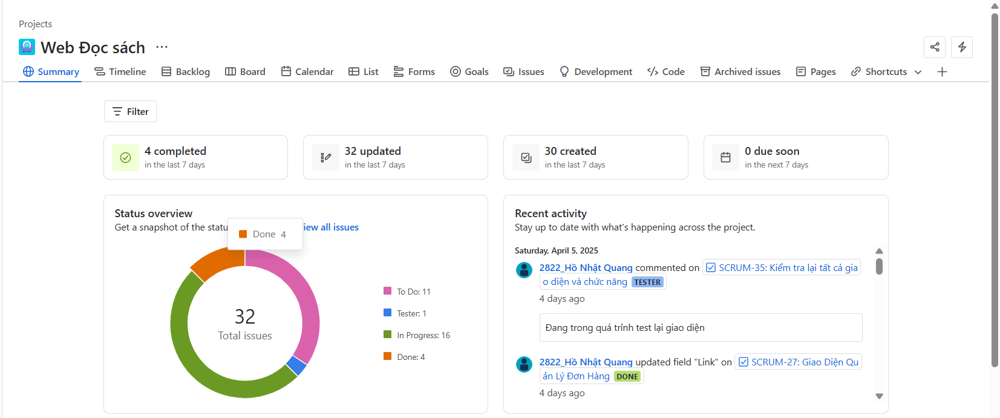 Projects
Web Đọc sách ...
Summary Timeline Backlog Board Calendar List Forms Goals Issues Development Code Archived issues Pages Shortcuts
Filter
4 completed
in the last 7 days
32 updated
in the last 7 days
30 created
in the last 7 days
0 due soon
in the next 7 days
Status overview
Get a snapshot of the statu iew all issues
Done 4
32
Total issues
To Do: 11
Tester: 1
In Progress: 16
Done: 4
Recent activity
Stay up to date with what's happening across the project.
Saturday, April 5, 2025
2822_Hồ Nhật Quang commented on SCRUM-35: Kiểm tra lại tất cả gia
o diện và chức năng TESTER
4 days ago
Đang trong quá trỉnh test lại giao diện
2822_Hồ Nhật Quang updated field "Link" on SCRUM-27: Giao Diện Qu
ản Lý Đơn Hàng DONE
4 days ago